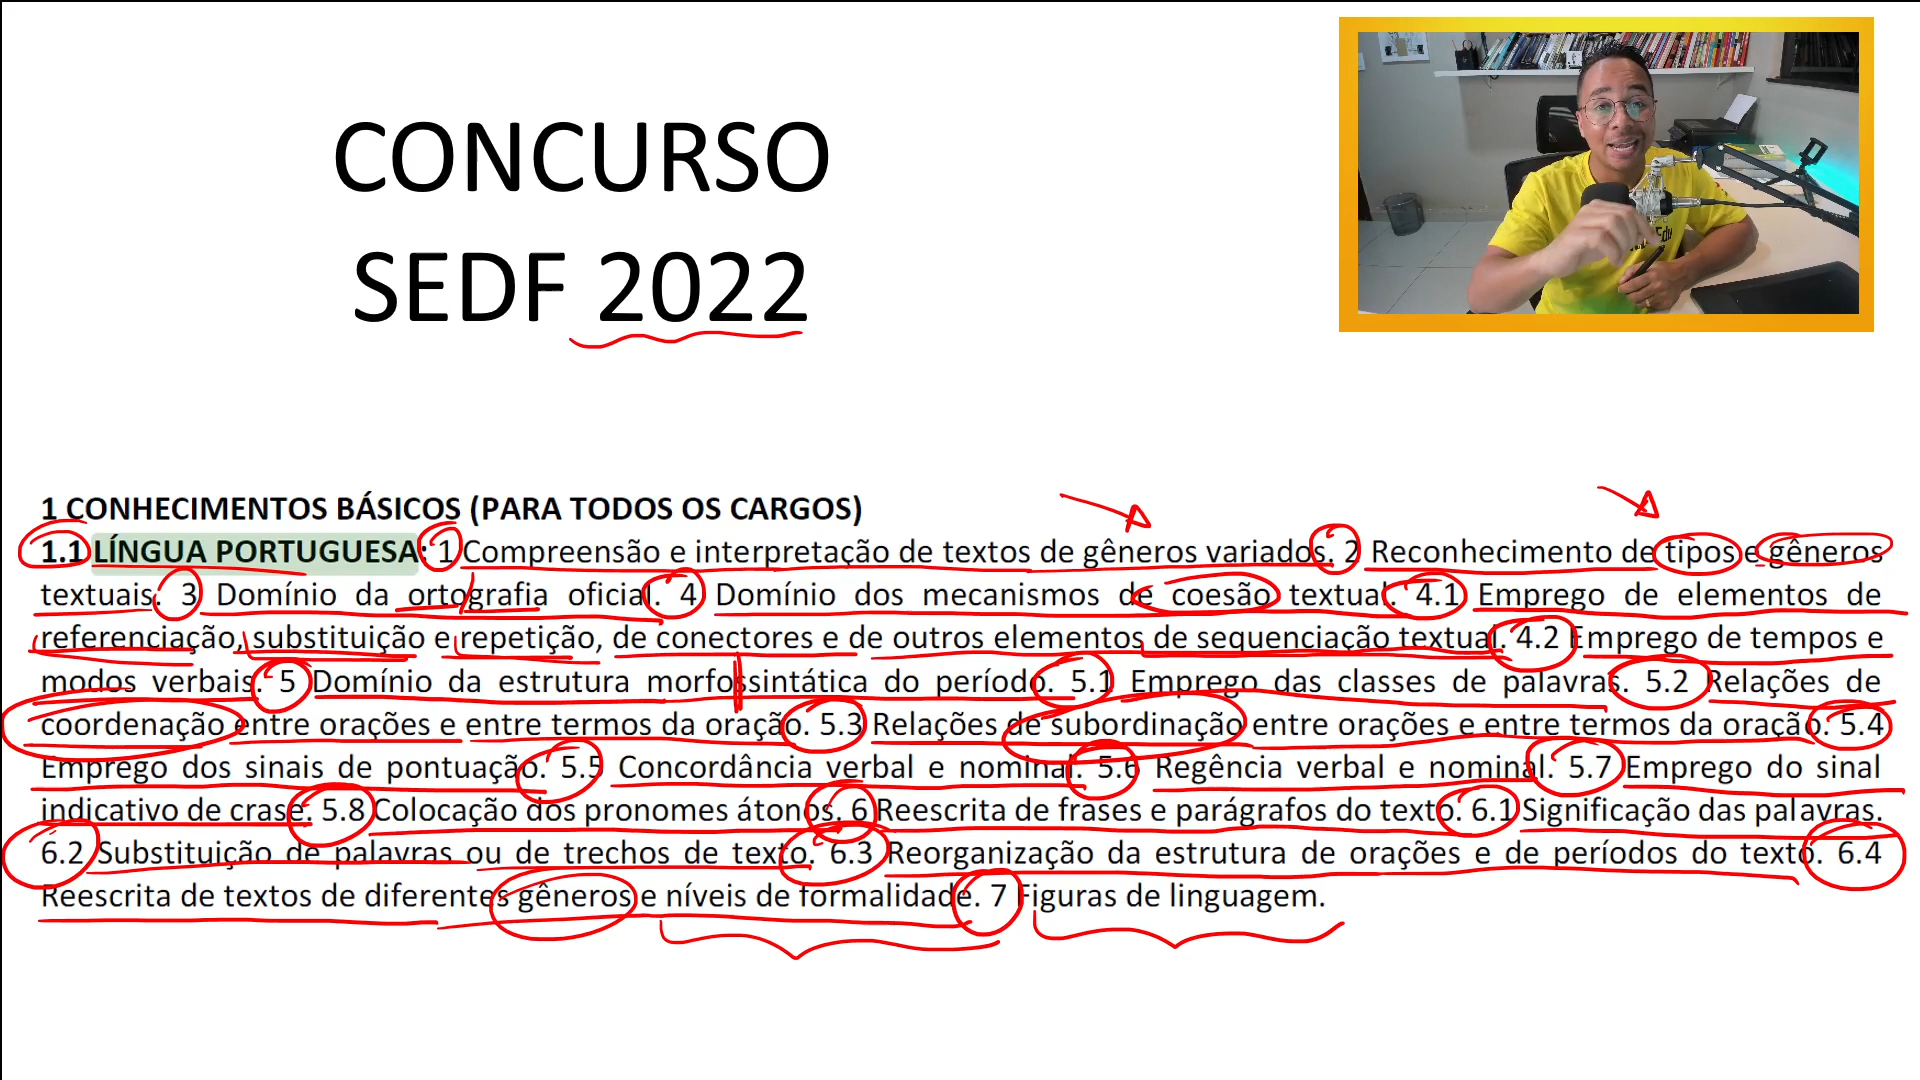 CONCURSO
SEDF 2022
1 CONHECIMENTOS BÁSICOS (PARA TODOS OS CARGOS)
1.1 LÍNGUA PORTUGUESA: 1 Compreensão e interpretação de textos de gêneros variados. 2 Reconhecimento de tipos e gêneros
textuais. 3 Domínio da ortografia oficial. 4 Domínio dos mecanismos de coesão textual. 4.1 Emprego de elementos de
referenciação, substituição e repetição, de conectores e de outros elementos de sequenciação textual. 4.2 Emprego de tempos e
modos verbais. 5 Domínio da estrutura morfossintática do período. 5.1 Emprego das classes de palavras. 5.2 Relações de
coordenação entre orações e entre termos da oração. 5.3 Relações de subordinação entre orações e entre termos da oração. 5.4
Emprego dos sinais de pontuação. 5.5 Concordância verbal e nominal. 5.6 Regência verbal e nominal. 5.7 Emprego do sinal
indicativo de crase. 5.8 Colocação dos pronomes átonos. 6 Reescrita de frases e parágrafos do texto. 6.1 Significação das palavras.
6.2 Substituição de palavras ou de trechos de texto. 6.3 Reorganização da estrutura de orações e de períodos do texto. 6.4
Reescrita de textos de diferentes gêneros e níveis de formalidade. 7 Figuras de linguagem.